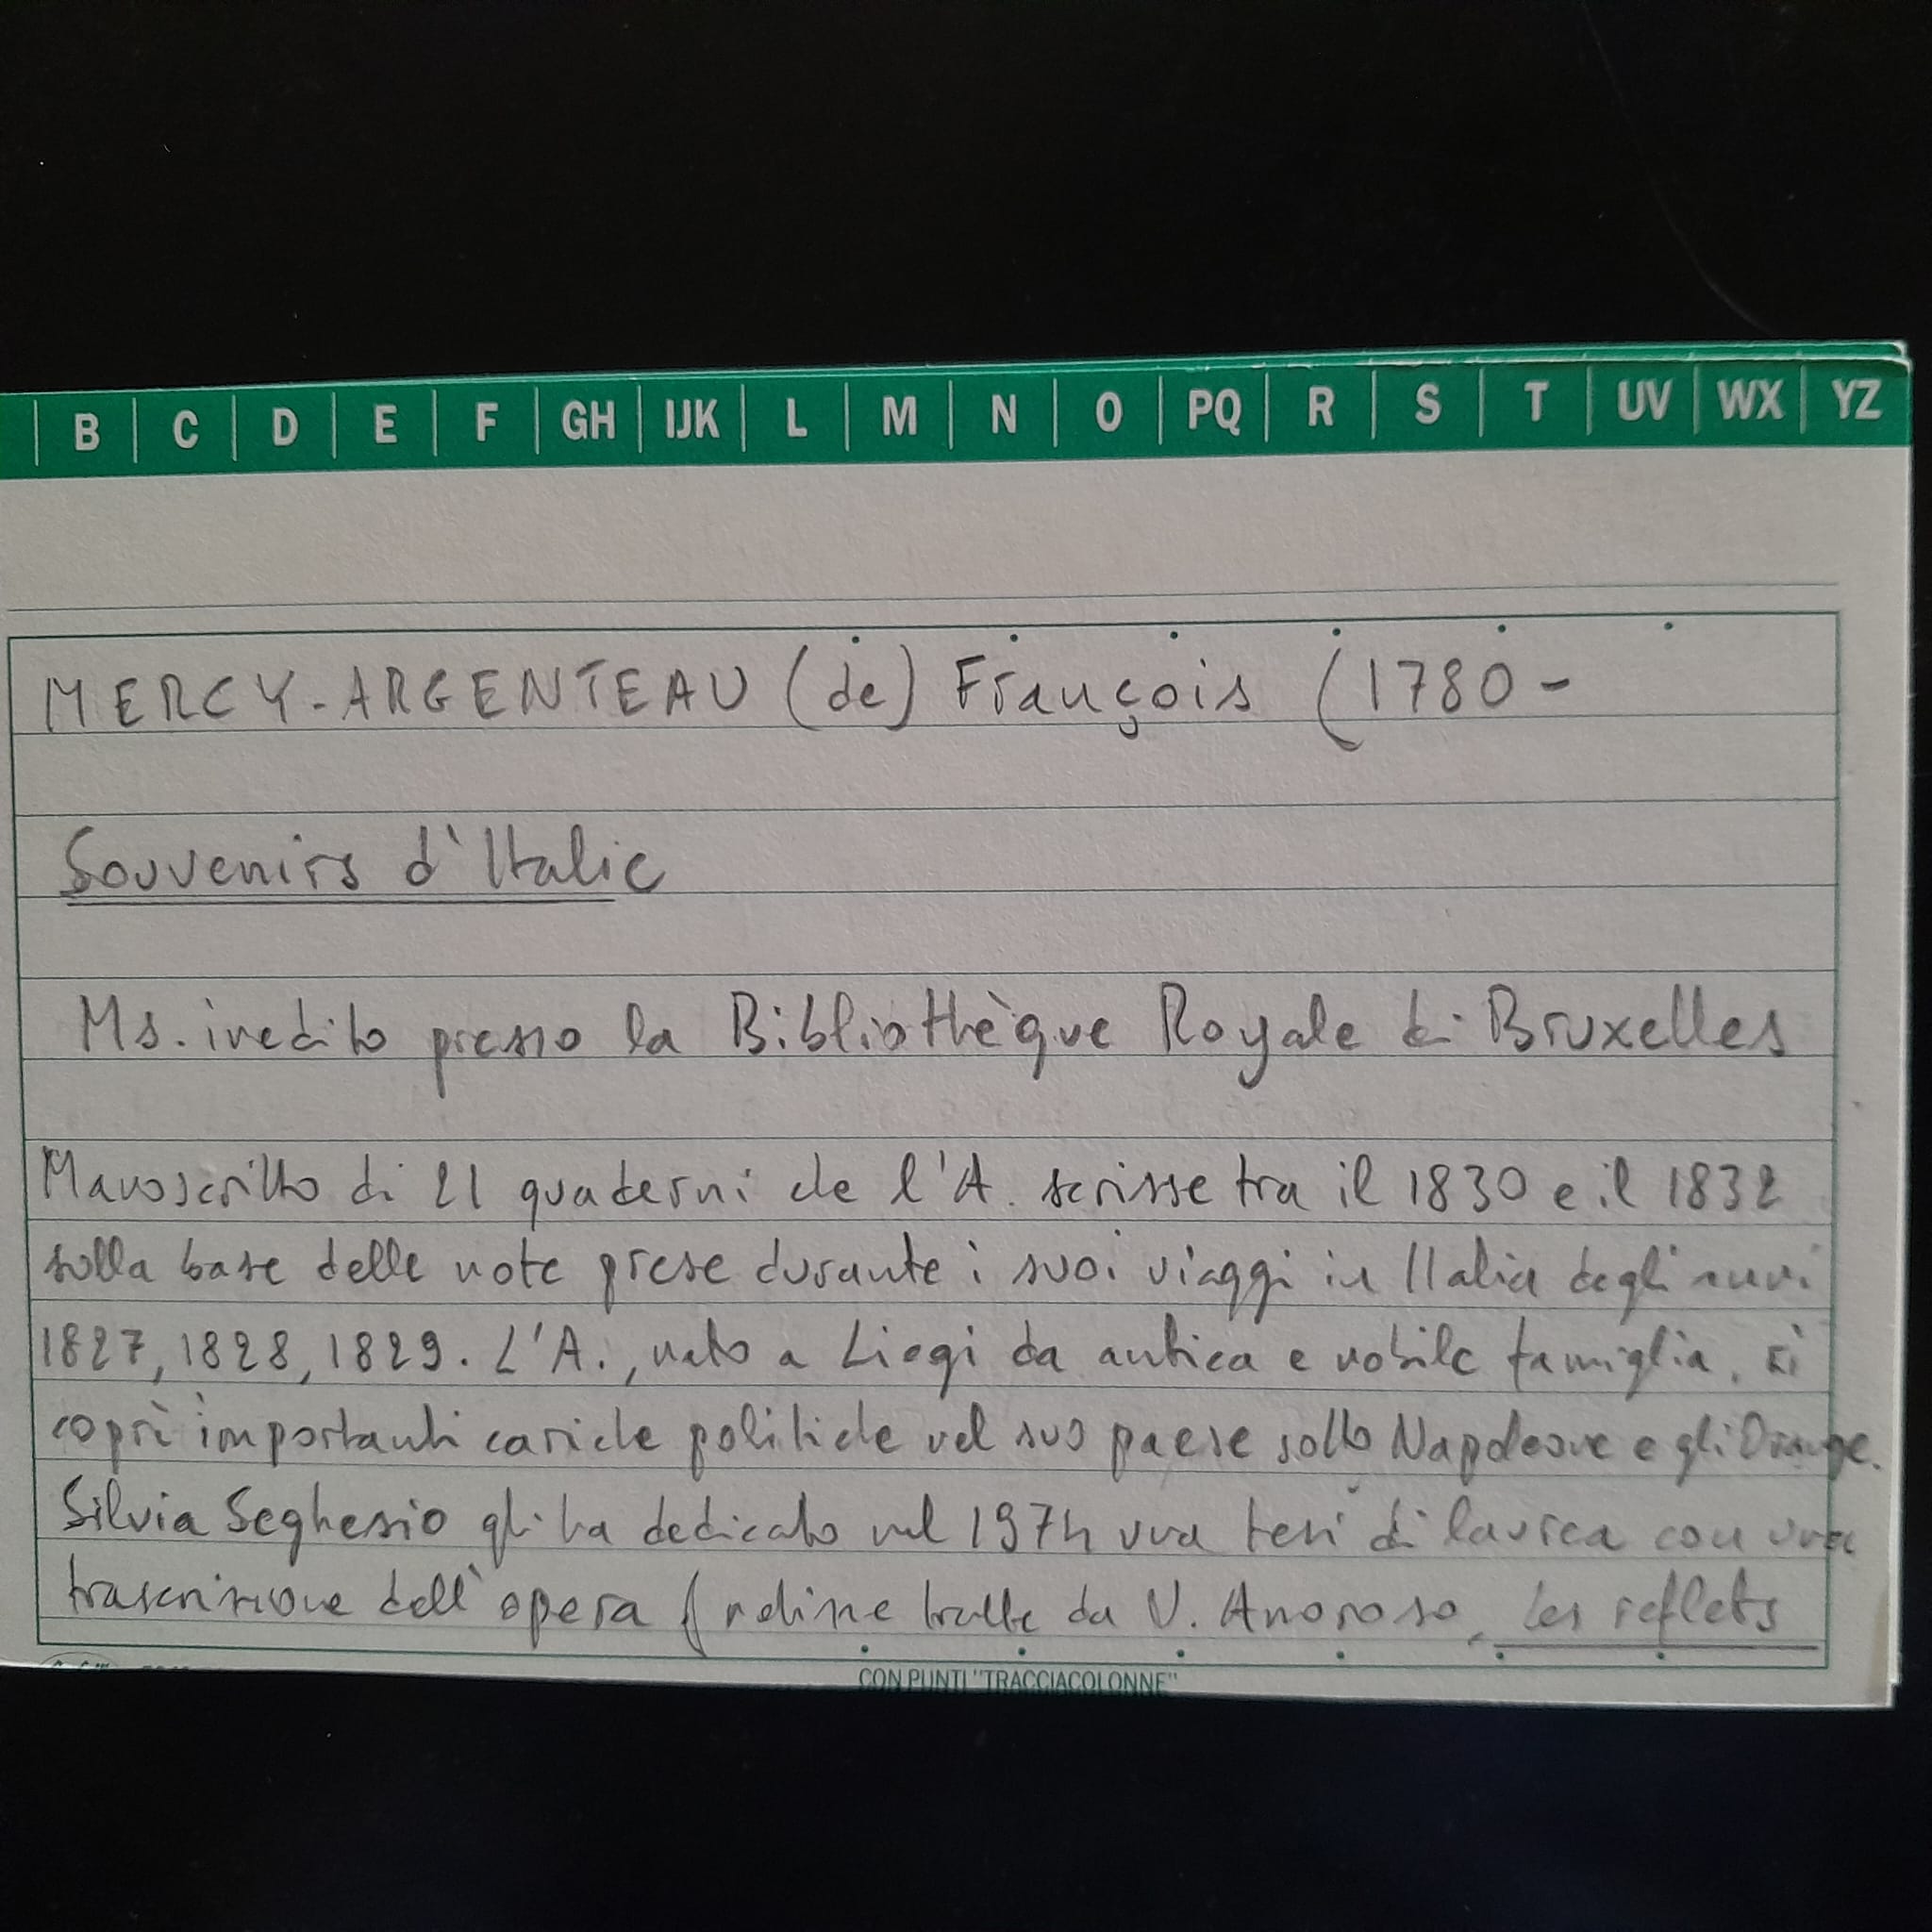 B C D E F GH IJK L M N O PQ R S T UV WX YZ
MERCY-ARGENTEAU (de) François (1780 -
Souvenirs d'Italie
Ms. inedito presso la Bibliothèque Royale di Bruxelles
Manoscritto di 21 quaderni che l'A. scrisse tra il 1830 e il 1832
sulla base delle note prese durante i suoi viaggi in Italia degli anni
1827, 1828, 1829. L'A., nato a Liegi da antica e nobile famiglia, ri
coprì importanti cariche politiche nel suo paese sotto Napoleone e gli Orange.
Silvia Seghesio gli ha dedicato nel 1974 una tesi di laurea con una
trascrizione dell'opera ( notizie tratte da V. Amoroso, Les reflets
CON PUNTI "TRACCIACOLONNE"